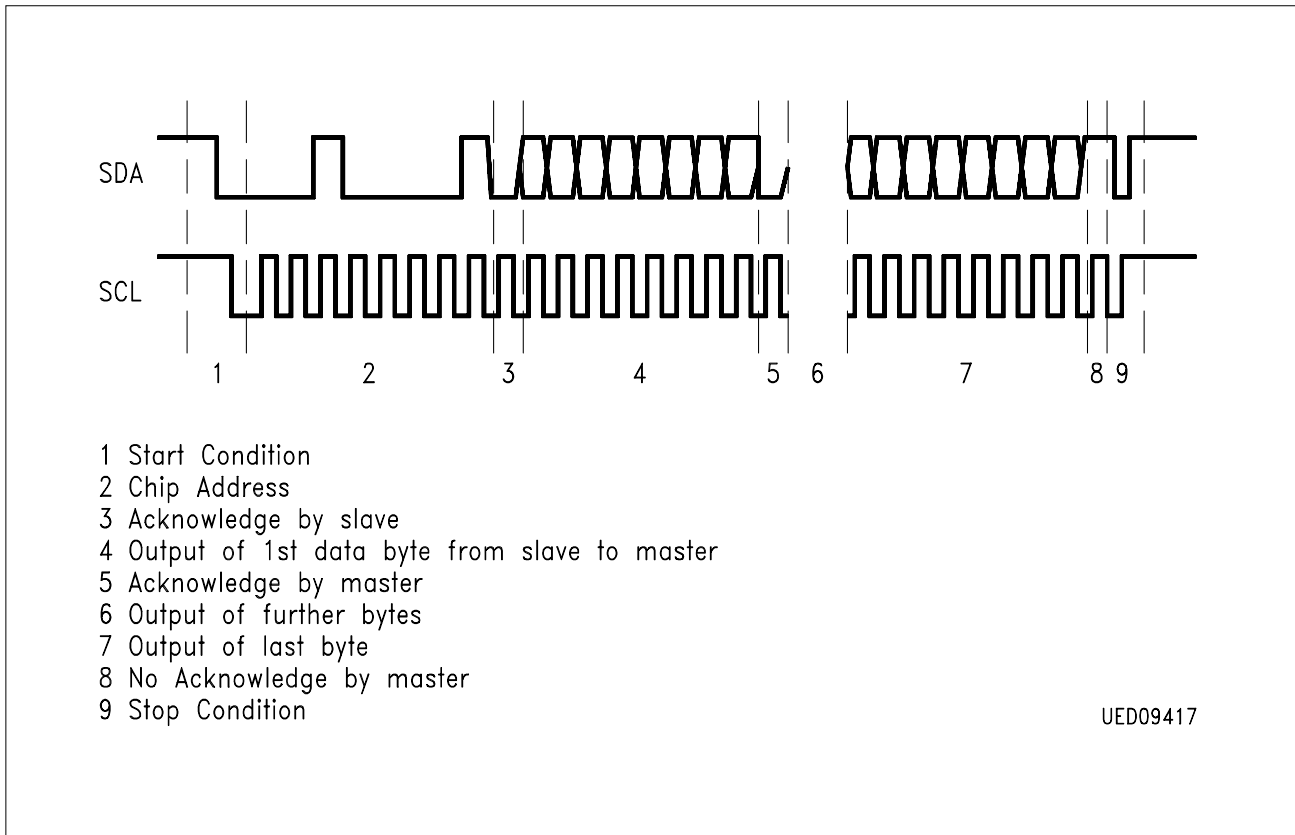 SDA
SCL
1 2 3 4 5 6 7 8 9
1 Start Condition
2 Chip Address
3 Acknowledge by slave
4 Output of 1st data byte from slave to master
5 Acknowledge by master
6 Output of further bytes
7 Output of last byte
8 No Acknowledge by master
9 Stop Condition
UED09417